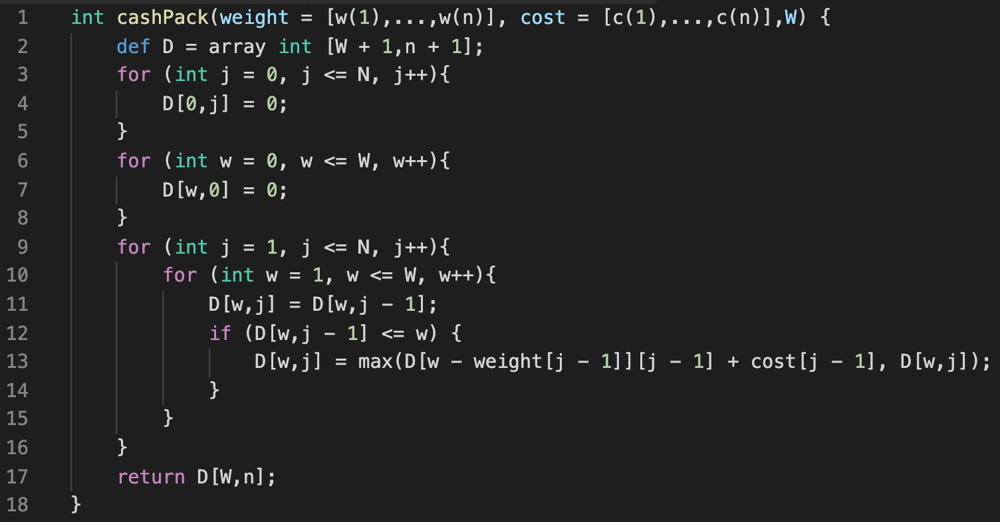 1 int cashPack(weight = [w(1),...,w(n)], cost = [c(1),...,c(n)],W) {
2 def D = array int [W + 1,n + 1];
3 for (int j = 0, j <= N, j++){
4 D[0,j] = 0;
5 }
6 for (int w = 0, w <= W, w++){
7 D[w,0] = 0;
8 }
9 for (int j = 1, j <= N, j++){
10 for (int w = 1, w <= W, w++){
11 D[w,j] = D[w,j - 1];
12 if (D[w,j - 1] <= w) {
13 D[w,j] = max(D[w - weight[j - 1]][j - 1] + cost[j - 1], D[w,j]);
14 }
15 }
16 }
17 return D[W,n];
18 }